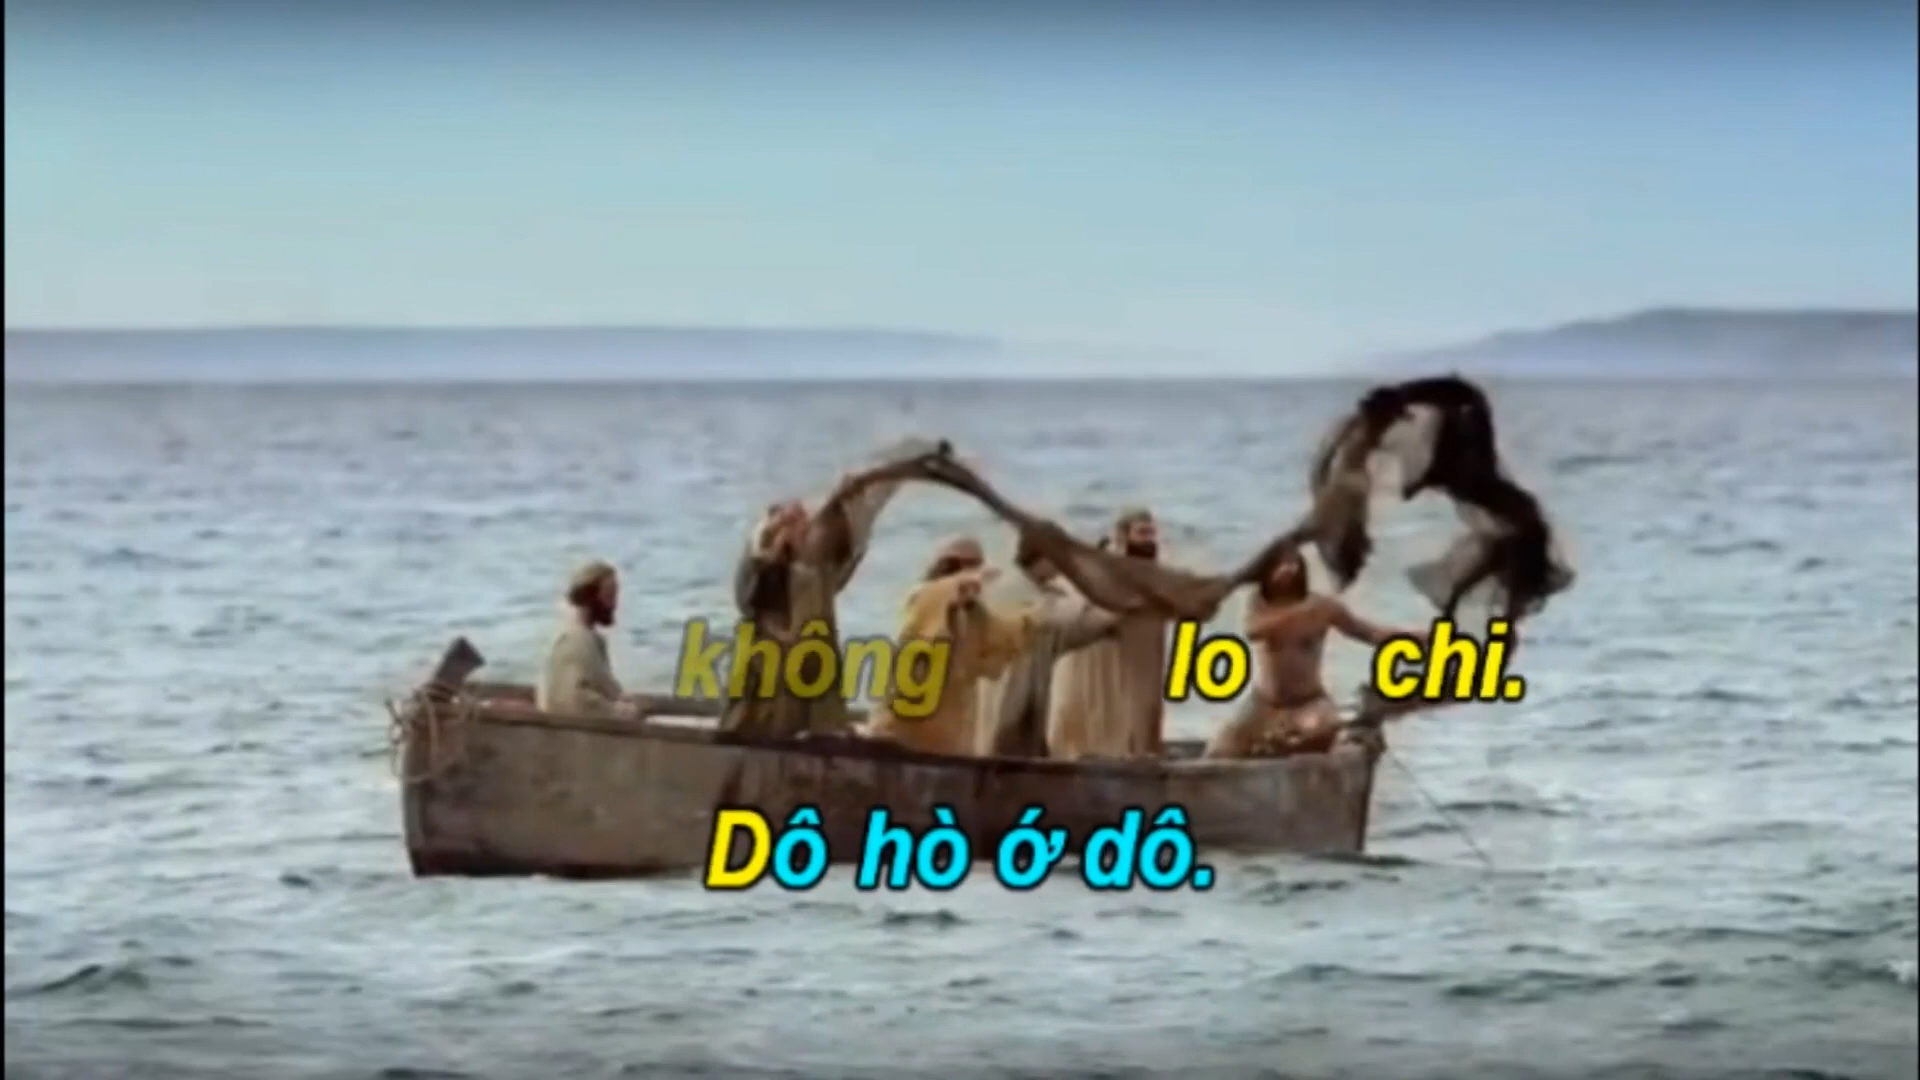 không lo chi.
Dô hò ớ dô.